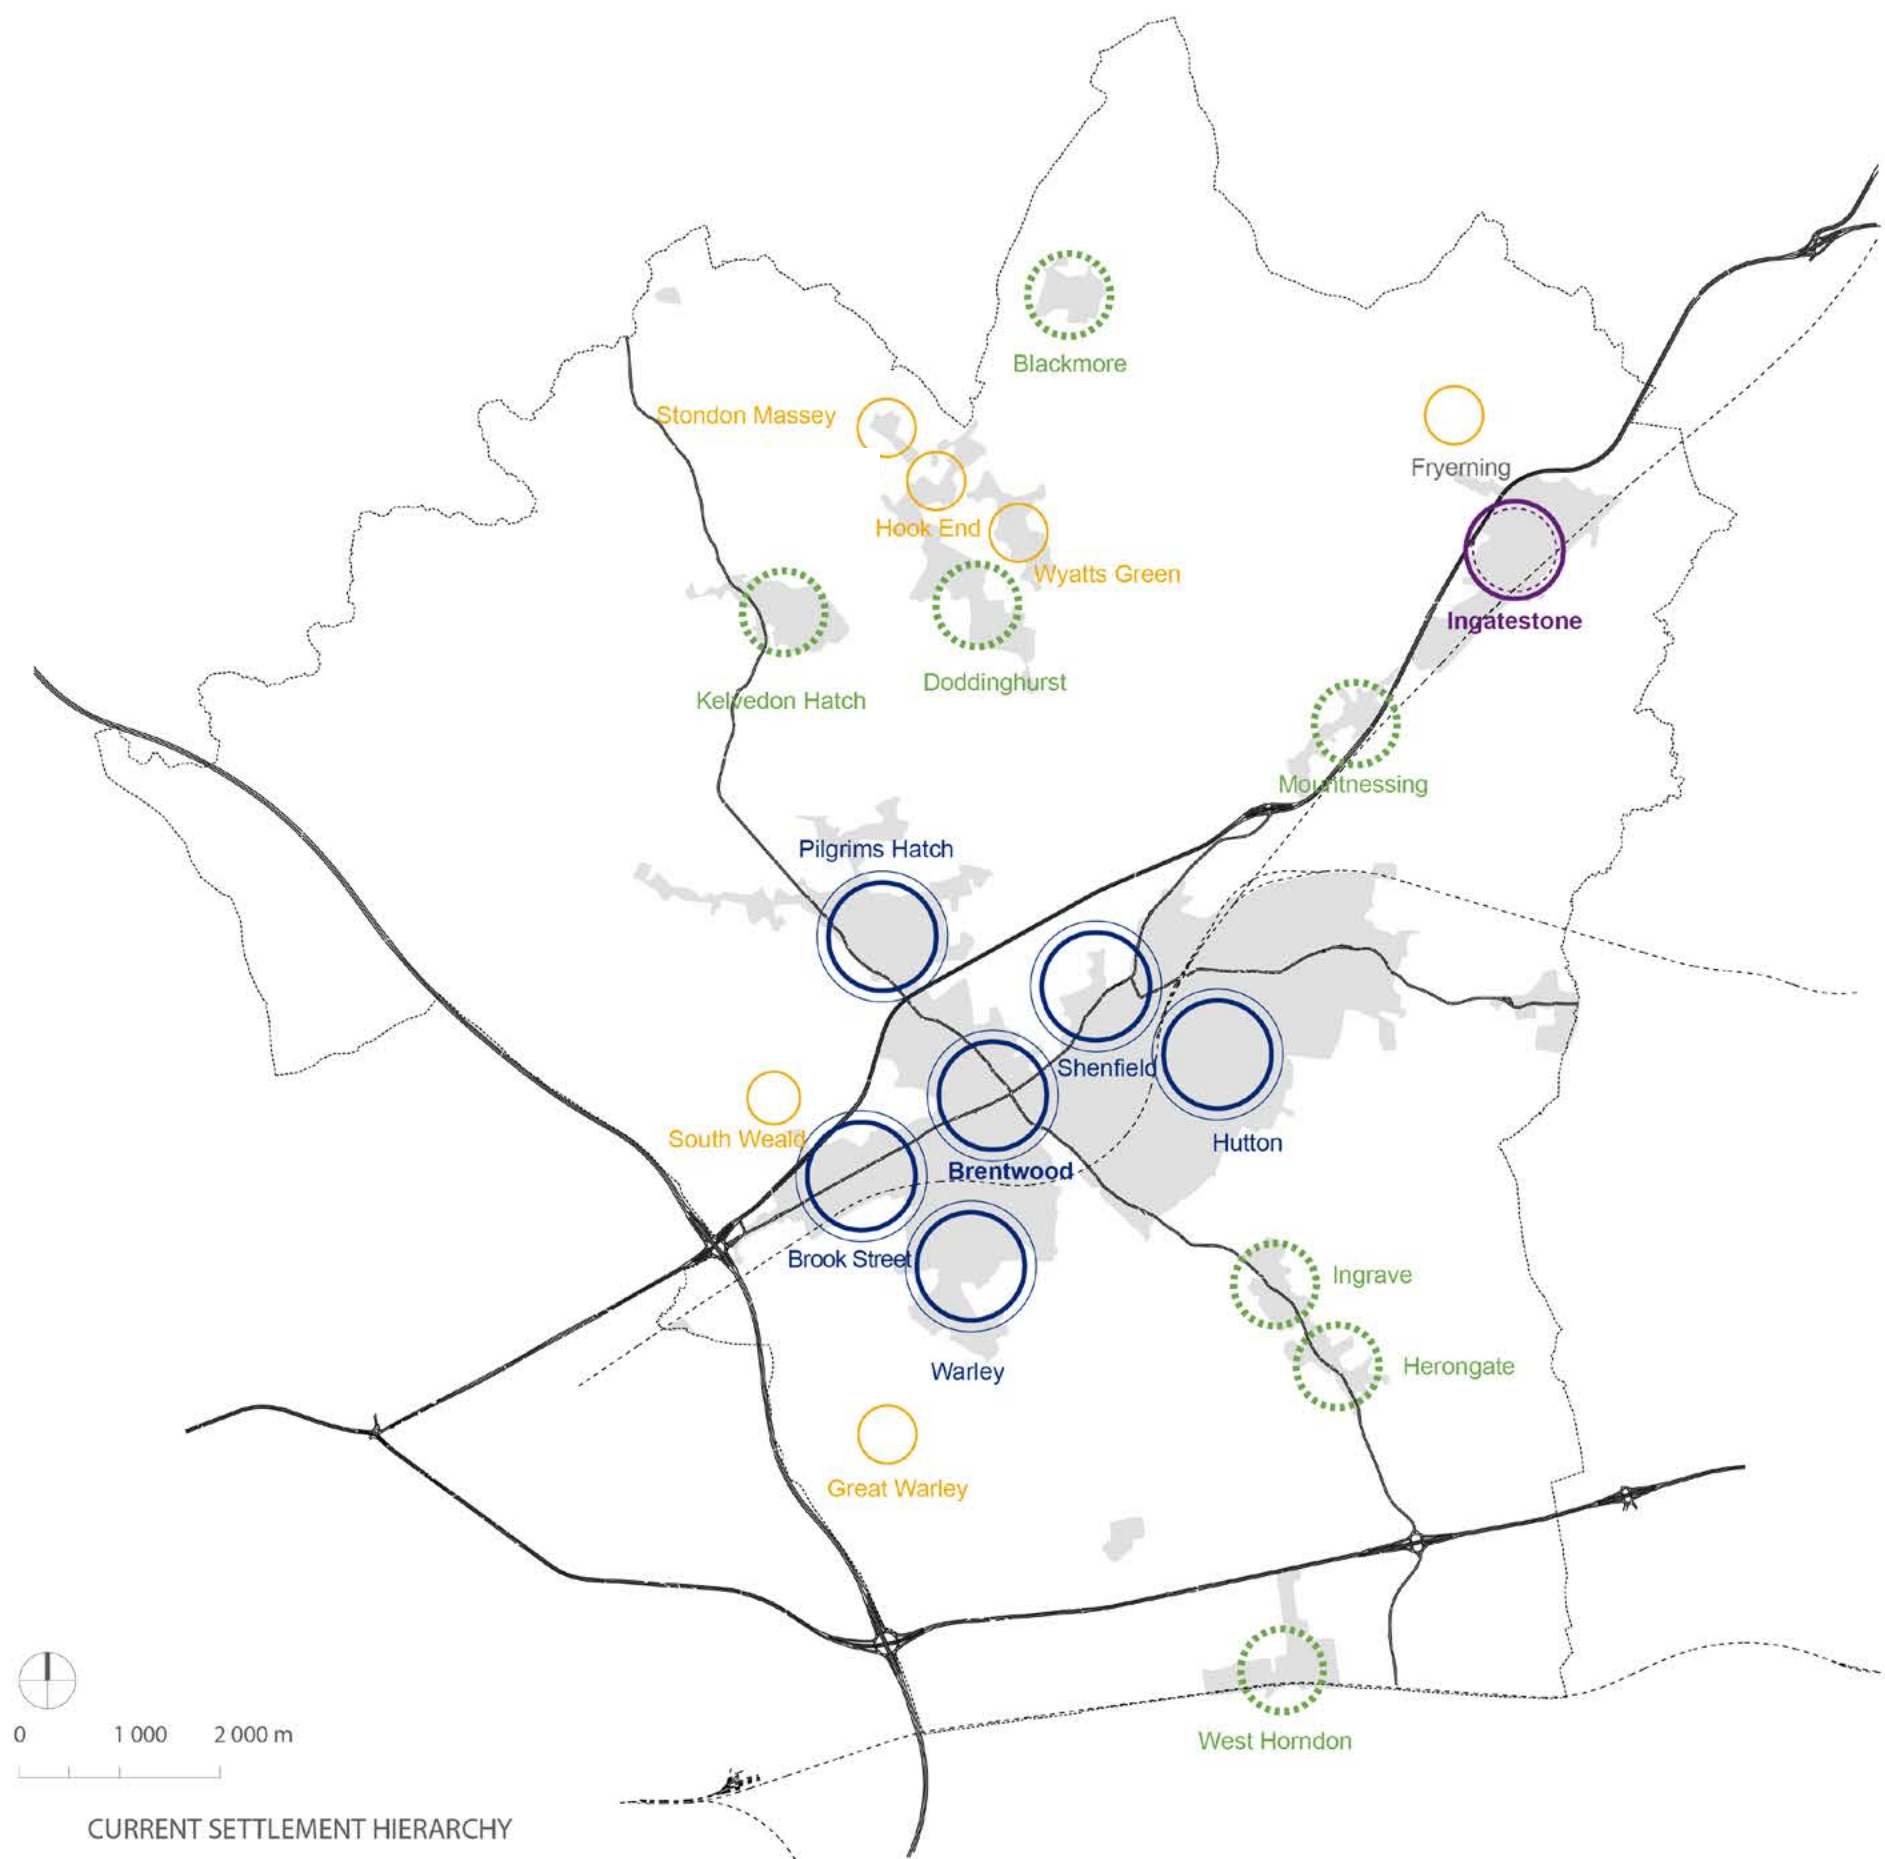 Blackmore
Stondon Massey
Fryerning
Hook End
Wyatts Green
Ingatestone
Doddinghurst
Kelvedon Hatch
Mountnessing
Pilgrims Hatch
Shenfield
South Weald
Hutton
Brentwood
Brook Street
Ingrave
Warley
Herongate
Great Warley
West Horndon
0 1 000 2 000 m
CURRENT SETTLEMENT HIERARCHY